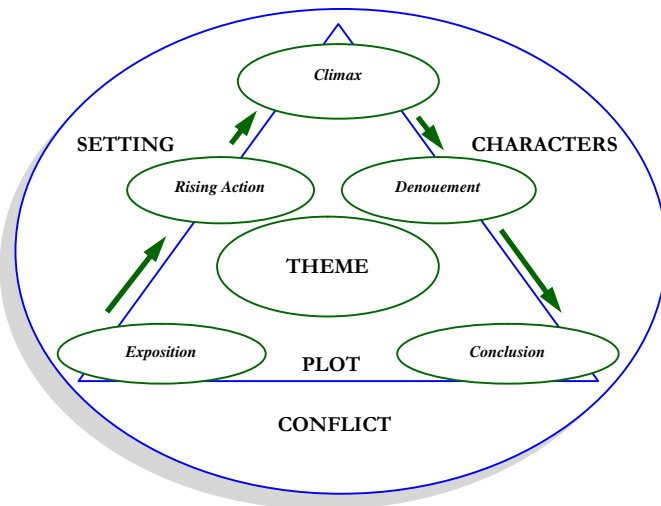 Climax
SETTING
CHARACTERS
Rising Action
Denouement
THEME
Exposition
Conclusion
PLOT
CONFLICT